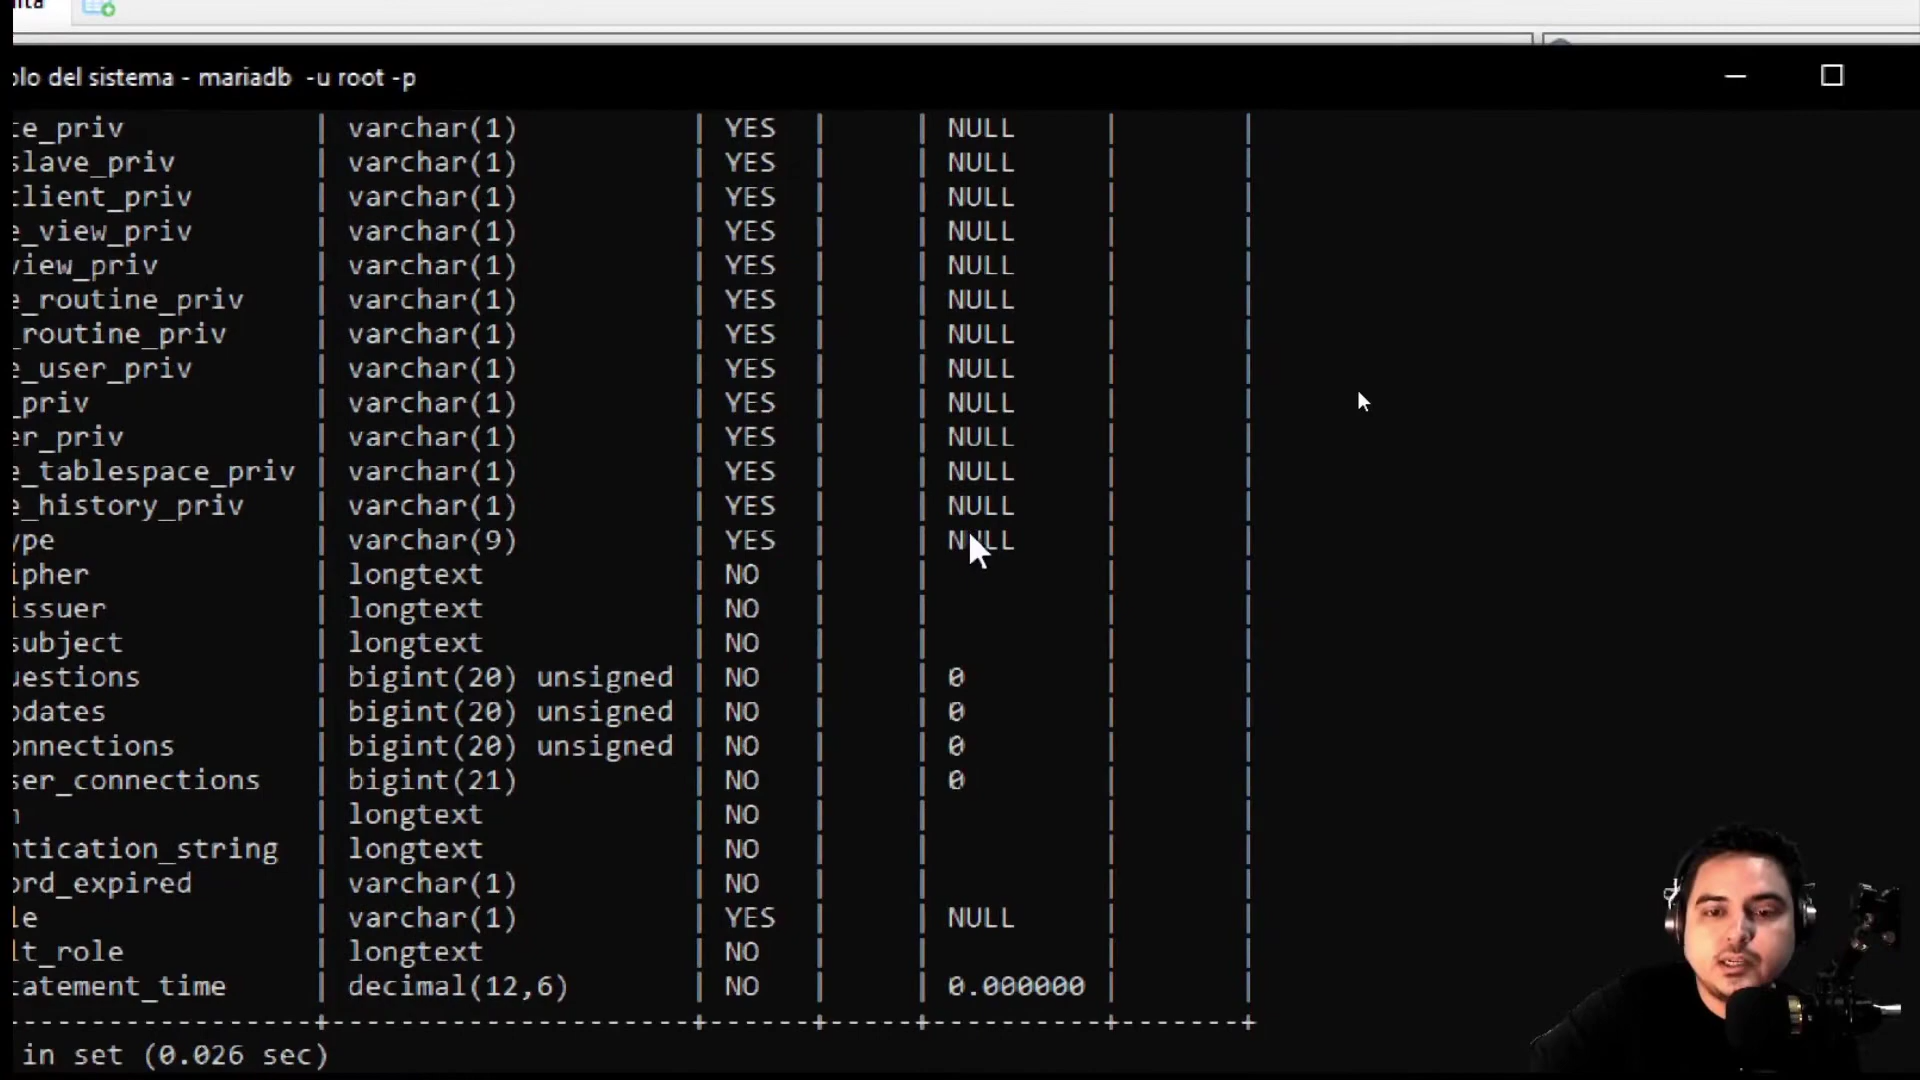 olo del sistema - mariadb -u root -p
te_priv | varchar(1) | YES | | NULL | |
slave_priv | varchar(1) | YES | | NULL | |
client_priv | varchar(1) | YES | | NULL | |
e_view_priv | varchar(1) | YES | | NULL | |
view_priv | varchar(1) | YES | | NULL | |
e_routine_priv | varchar(1) | YES | | NULL | |
_routine_priv | varchar(1) | YES | | NULL | |
e_user_priv | varchar(1) | YES | | NULL | |
_priv | varchar(1) | YES | | NULL | |
er_priv | varchar(1) | YES | | NULL | |
e_tablespace_priv | varchar(1) | YES | | NULL | |
e_history_priv | varchar(1) | YES | | NULL | |
ype | varchar(9) | YES | | NULL | |
ipher | longtext | NO | | | |
issuer | longtext | NO | | | |
subject | longtext | NO | | | |
uestions | bigint(20) unsigned | NO | | 0 | |
pdates | bigint(20) unsigned | NO | | 0 | |
onnections | bigint(20) unsigned | NO | | 0 | |
ser_connections | bigint(21) | NO | | 0 | |
n | longtext | NO | | | |
ntication_string | longtext | NO | | | |
ord_expired | varchar(1) | NO | | | |
le | varchar(1) | YES | | NULL | |
lt_role | longtext | NO | | | |
tatement_time | decimal(12,6) | NO | | 0.000000 | |
------------------+----------------------+------+-----+----------+-------+
in set (0.026 sec)